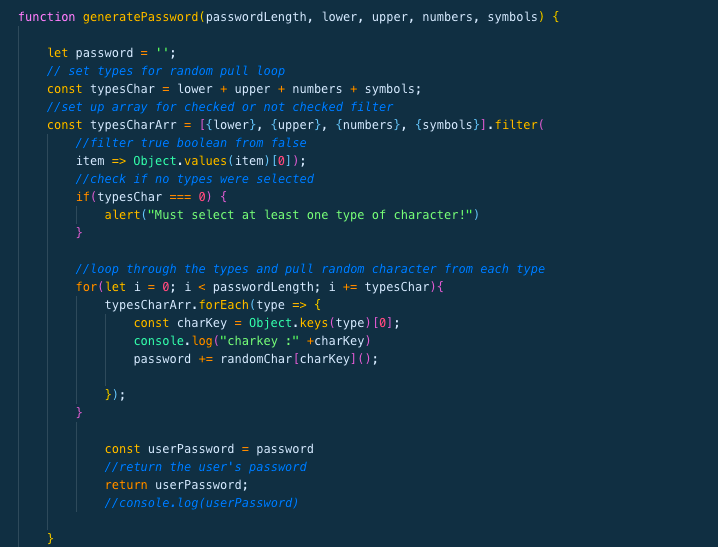 function generatePassword(passwordLength, lower, upper, numbers, symbols) {
let password = '';
// set types for random pull loop
const typesChar = lower + upper + numbers + symbols;
//set up array for checked or not checked filter
const typesCharArr = [{lower}, {upper}, {numbers}, {symbols}].filter(
//filter true boolean from false
item => Object.values(item)[0]);
//check if no types were selected
if(typesChar === 0) {
alert("Must select at least one type of character!")
}
//loop through the types and pull random character from each type
for(let i = 0; i < passwordLength; i += typesChar){
typesCharArr.forEach(type => {
const charKey = Object.keys(type)[0];
console.log("charkey :" +charKey)
password += randomChar[charKey]();
});
}
const userPassword = password
//return the user's password
return userPassword;
//console.log(userPassword)
}